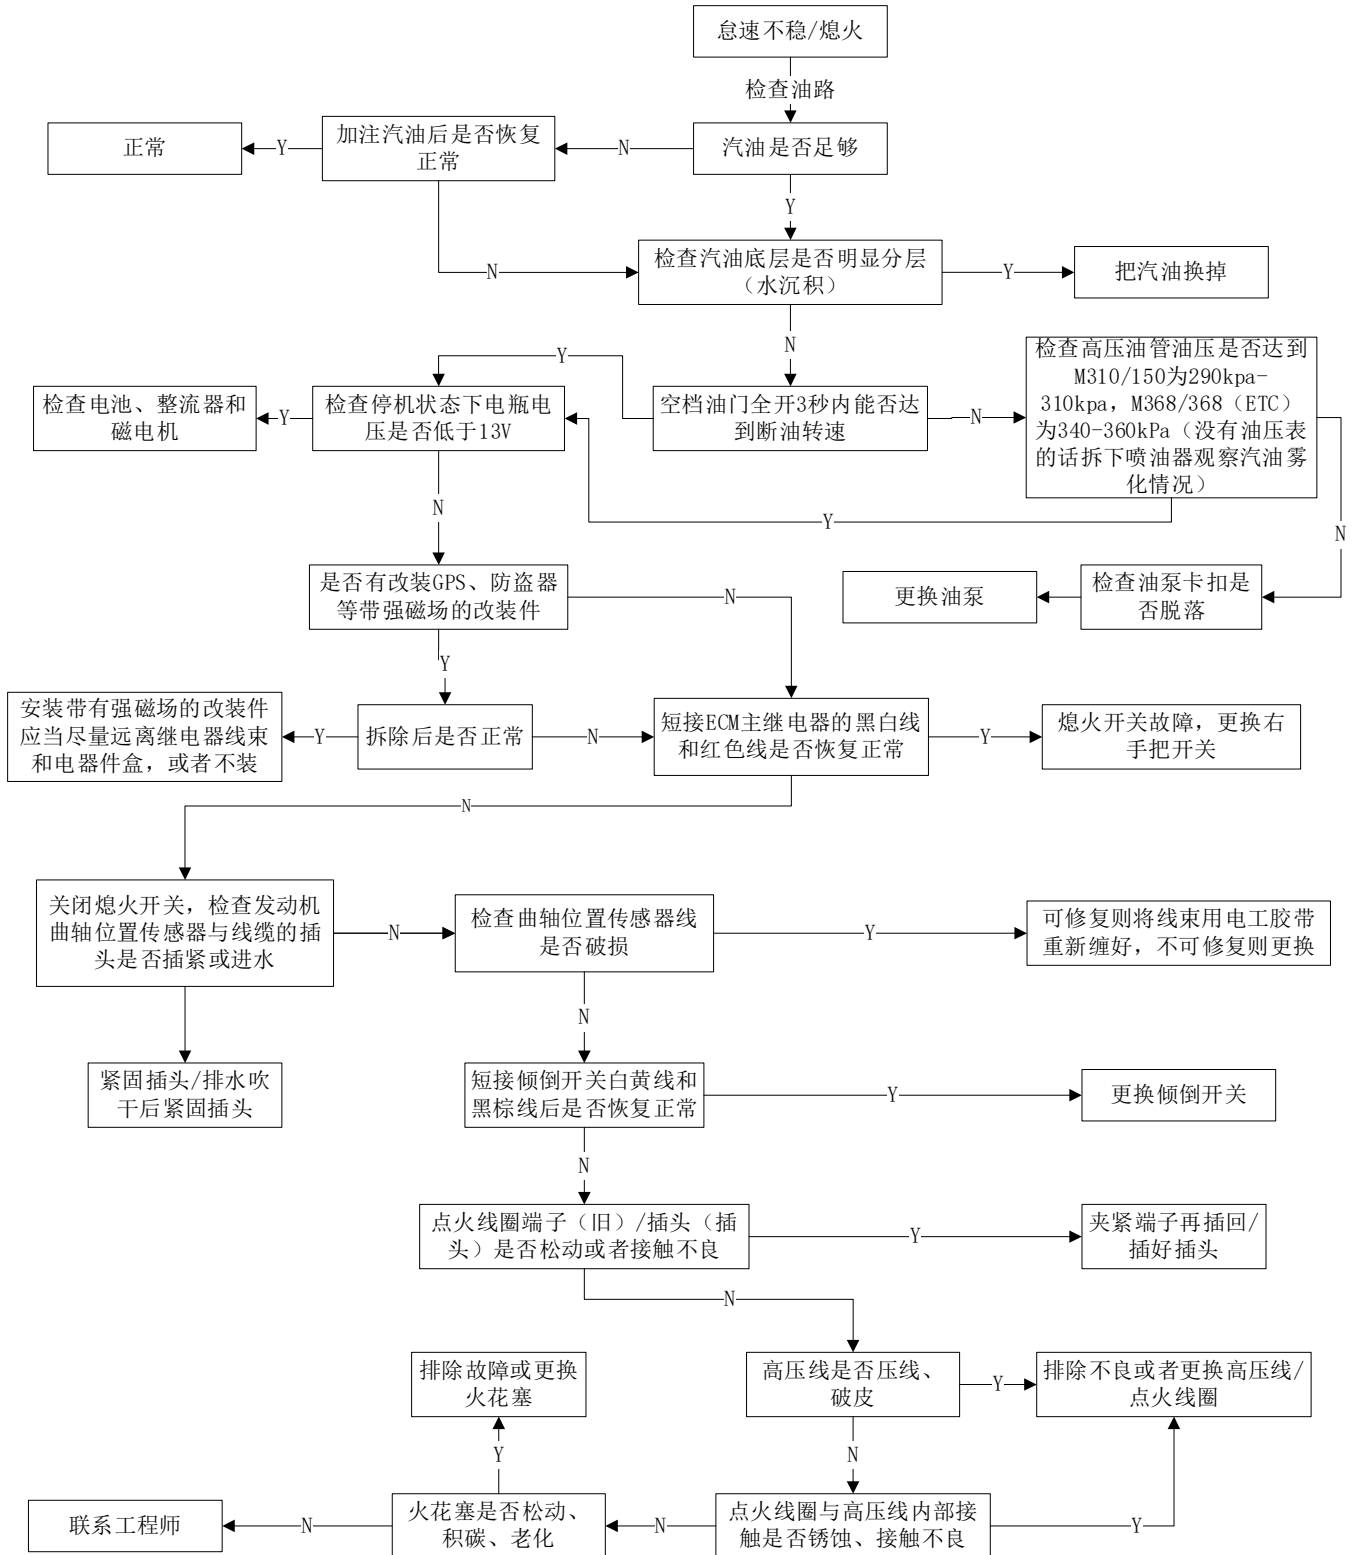 怠速不稳/熄火
检查油路
正常
Y
加注汽油后是否恢复
正常
N
汽油是否足够
Y
N
检查汽油底层是否明显分层
（水沉积）
Y
把汽油换掉
N
检查电池、整流器和
磁电机
Y
检查停机状态下电瓶电
压是否低于13V
Y
空档油门全开3秒内能否达
到断油转速
N
检查高压油管油压是否达到
M310/150为290kpa-
310kpa，M368/368（ETC）
为340-360kPa（没有油压表
的话拆下喷油器观察汽油雾
化情况）
N
Y
N
是否有改装GPS、防盗器
等带强磁场的改装件
N
更换油泵
检查油泵卡扣是
否脱落
Y
安装带有强磁场的改装件
应当尽量远离继电器线束
和电器件盒，或者不装
Y
拆除后是否正常
N
短接ECM主继电器的黑白线
和红色线是否恢复正常
Y
熄火开关故障，更换右
手把开关
N
关闭熄火开关，检查发动机
曲轴位置传感器与线缆的插
头是否插紧或进水
N
检查曲轴位置传感器线
是否破损
Y
可修复则将线束用电工胶带
重新缠好，不可修复则更换
N
紧固插头/排水吹
干后紧固插头
短接倾倒开关白黄线和
黑棕线后是否恢复正常
Y
更换倾倒开关
N
点火线圈端子（旧）/插头（插
头）是否松动或者接触不良
Y
夹紧端子再插回/
插好插头
N
排除故障或更换
火花塞
高压线是否压线、
破皮
Y
排除不良或者更换高压线/
点火线圈
Y
N
联系工程师
N
火花塞是否松动、
积碳、老化
N
点火线圈与高压线内部接
触是否锈蚀、接触不良
Y